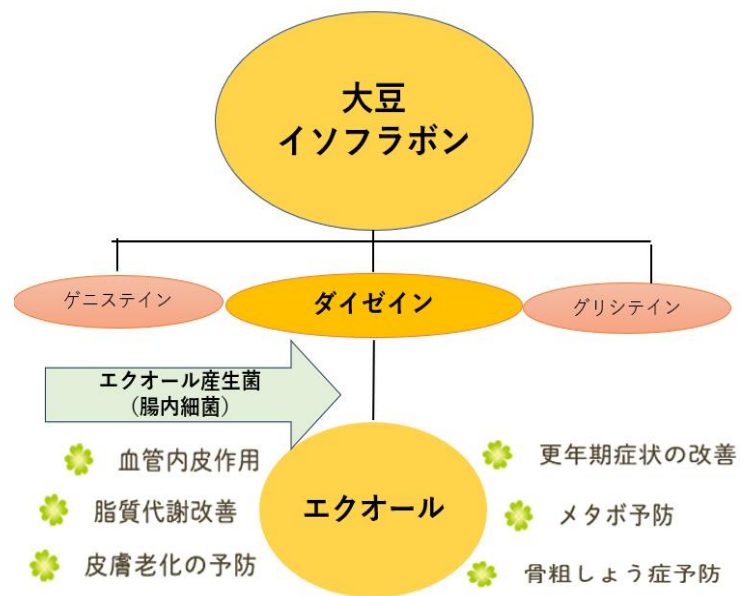 大豆
イソフラボン
ゲニステイン
ダイゼイン
グリシテイン
エクオール産生菌
（腸内細菌）
血管内皮作用
脂質代謝改善
皮膚老化の予防
エクオール
更年期症状の改善
メタボ予防
骨粗しょう症予防